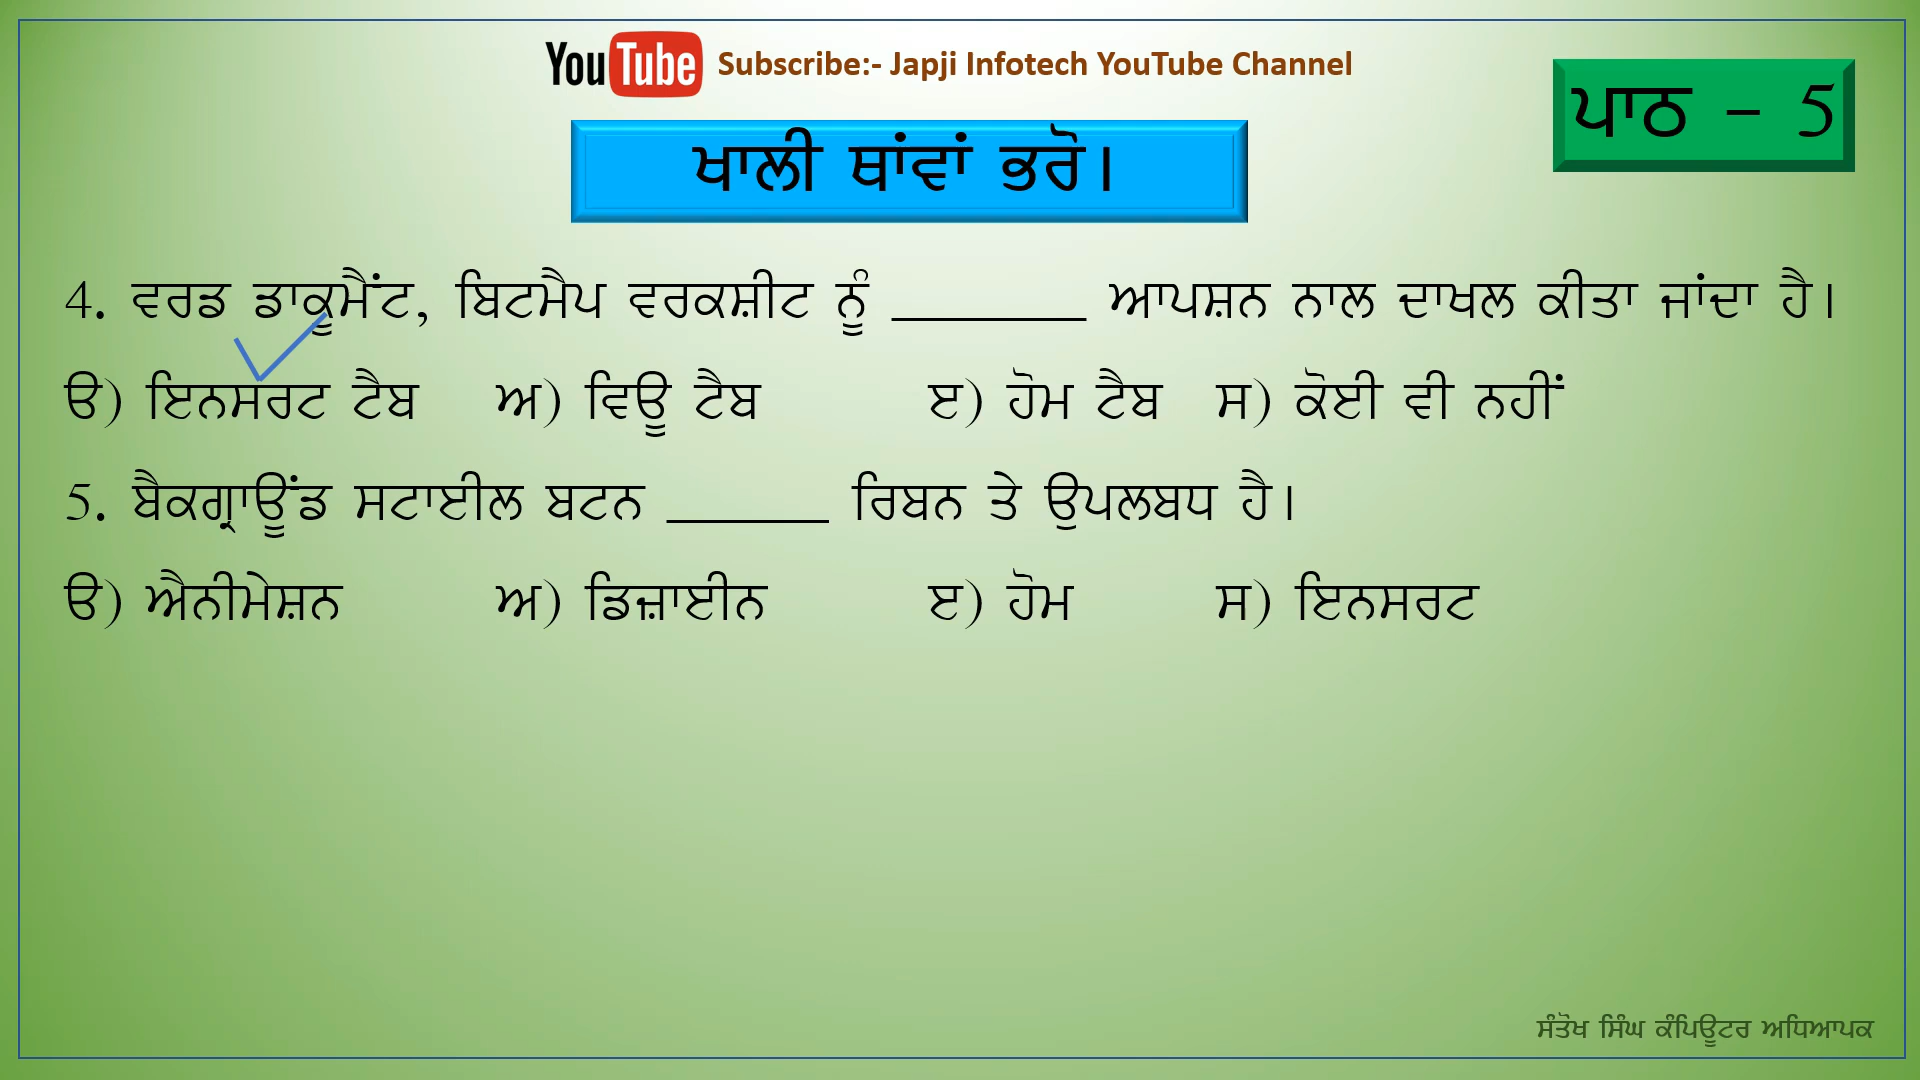 YouTube Subscribe:- Japji Infotech YouTube Channel
ਪਾਠ – 5
ਖਾਲੀ ਥਾਂਵਾਂ ਭਰੋ।
4. ਵਰਡ ਡਾਕੂਮੈਂਟ, ਬਿਟਮੈਪ ਵਰਕਸ਼ੀਟ ਨੂੰ ________ ਆਪਸ਼ਨ ਨਾਲ ਦਾਖਲ ਕੀਤਾ ਜਾਂਦਾ ਹੈ।
ੳ) ਇਨਸਰਟ ਟੈਬ ਅ) ਵਿਊ ਟੈਬ ੲ) ਹੋਮ ਟੈਬ ਸ) ਕੋਈ ਵੀ ਨਹੀਂ
5. ਬੈਕਗ੍ਰਾਊਂਡ ਸਟਾਈਲ ਬਟਨ _______ ਰਿਬਨ ਤੇ ਉਪਲਬਧ ਹੈ।
ੳ) ਐਨੀਮੇਸ਼ਨ ਅ) ਡਿਜ਼ਾਈਨ ੲ) ਹੋਮ ਸ) ਇਨਸਰਟ
ਸੰਤੋਖ ਸਿੰਘ ਕੰਪਿਊਟਰ ਅਧਿਆਪਕ